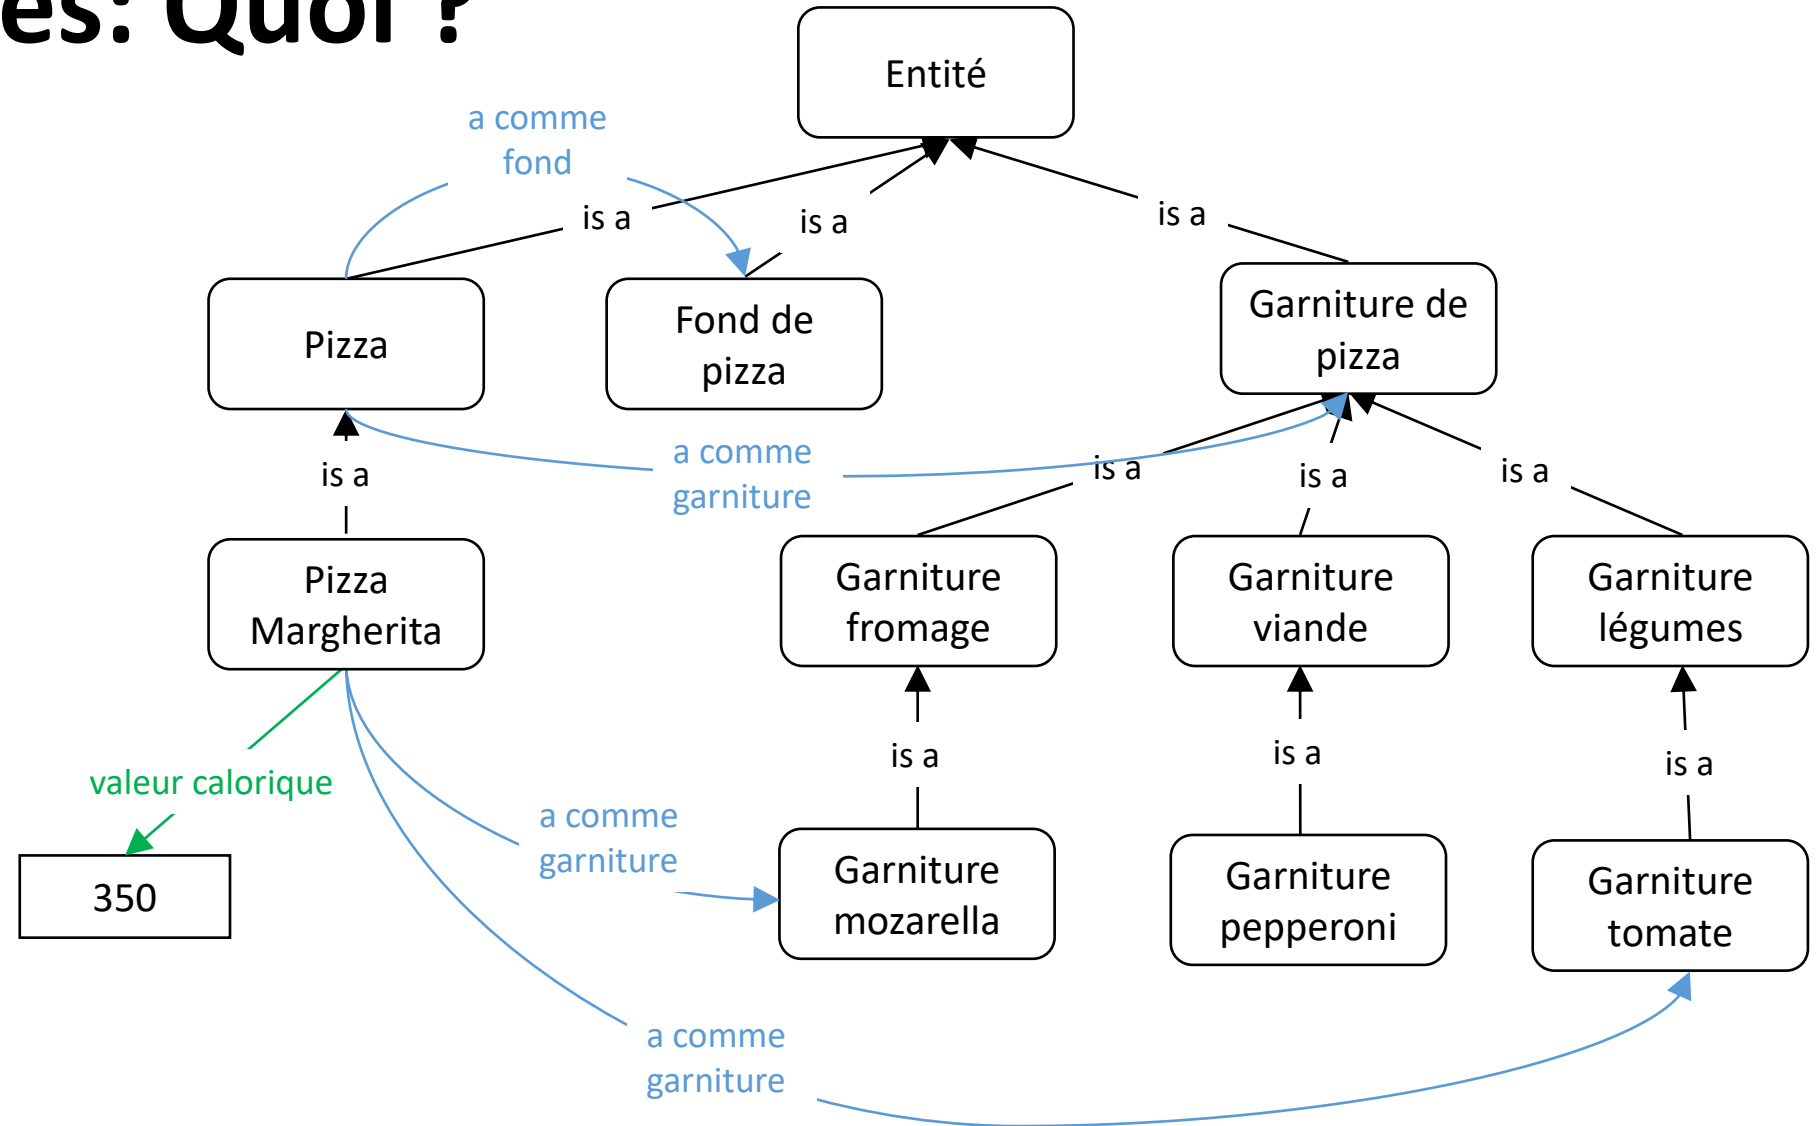 es: Quoi ?
Entité
a comme
fond
is a
is a
is a
Pizza
Fond de
pizza
Garniture de
pizza
is a
a comme
garniture
is a
is a
is a
Pizza
Margherita
Garniture
fromage
Garniture
viande
Garniture
légumes
valeur calorique
is a
is a
is a
a comme
garniture
350
Garniture
mozarella
Garniture
pepperoni
Garniture
tomate
a comme
garniture